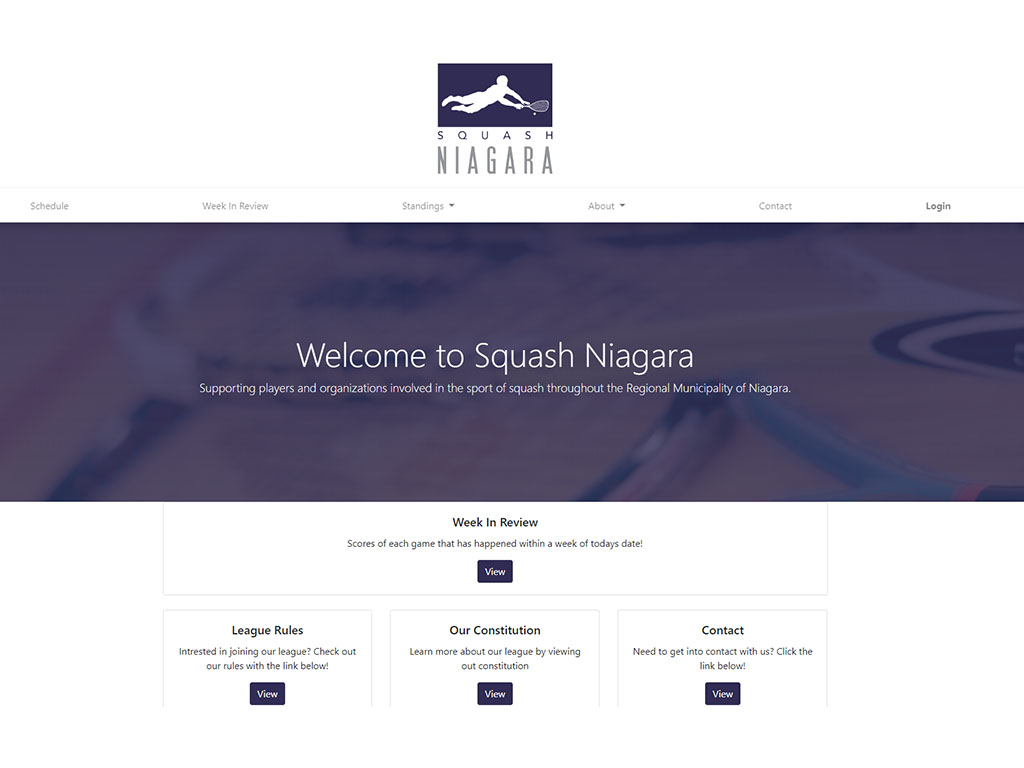 SQUASH
NIAGARA
Schedule
Week In Review
Standings
About
Contact
Login
Welcome to Squash Niagara
Supporting players and organizations involved in the sport of squash throughout the Regional Municipality of Niagara.
Week In Review
Scores of each game that has happened within a week of todays date!
View
League Rules
Intrested in joining our league? Check out
our rules with the link below!
View
Our Constitution
Learn more about our league by viewing
out constitution
View
Contact
Need to get into contact with us? Click the
link below!
View